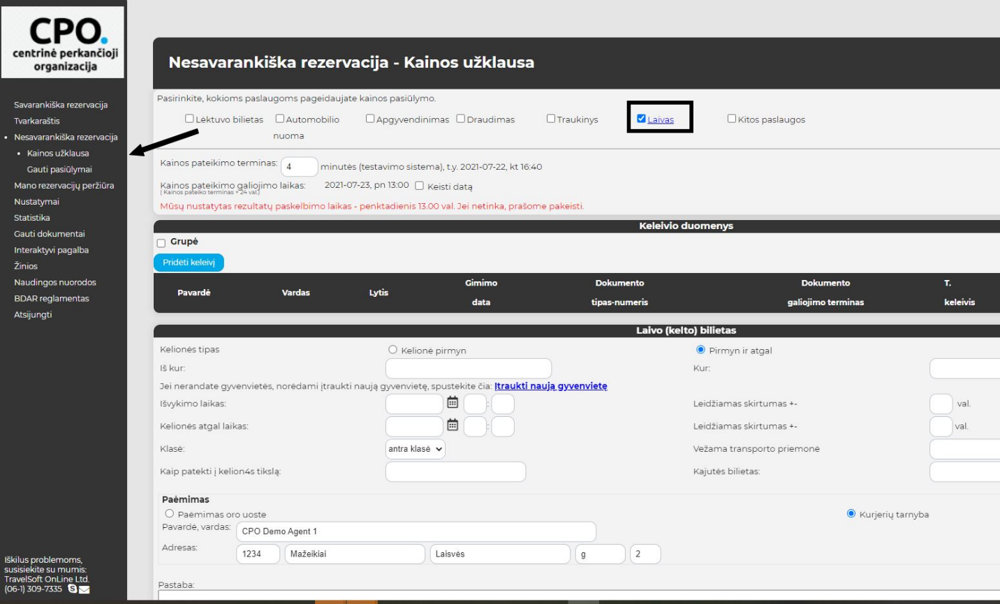 CPO.
centrinė perkančioji
organizacija
Savarankiška rezervacija
Tvarkaraštis
Nesavarankiška rezervacija
Kainos užklausa
Gauti pasiūlymai
Mano rezervacijų peržiūra
Nustatymai
Statistika
Gauti dokumentai
Interaktyvi pagalba
Žinios
Naudingos nuorodos
BDAR reglamentas
Atsijungti
Iškilus problemoms,
susisiekite su mumis:
TravelSoft OnLine Ltd.
(06-1) 309-7335
Nesavarankiška rezervacija - Kainos užklausa
Pasirinkite, kokioms paslaugoms pageidaujate kainos pasiūlymo.
Lėktuvo bilietas Automobilio nuoma Apgyvendinimas Draudimas Traukinys Laivas Kitos paslaugos
Kainos pateikimo terminas: 4 minutės (testavimo sistema), t.y. 2021-07-22, kt 16:40
Kainos pateikimo galiojimo laikas: 2021-07-23, pn 13:00 Keisti datą
( Kainos pateiko terminas + 24 val.)
Mūsų nustatytas rezultatų paskelbimo laikas - penktadienis 13.00 val. Jei netinka, prašome pakeisti.
Keleivio duomenys
Grupė
Pridėti keleivį
Pavardė Vardas Lytis Gimimo data Dokumento tipas-numeris Dokumento galiojimo terminas T. keleivis
Laivo (kelto) bilietas
Kelionės tipas Kelionė pirmyn Pirmyn ir atgal
Iš kur: Kur:
Jei nerandate gyvenvietės, norėdami įtraukti naują gyvenvietę, spustekite čia: Įtraukti naują gyvenvietę
Išvykimo laikas: : Leidžiamas skirtumas +- val.
Kelionės atgal laikas: : Leidžiamas skirtumas +- val.
Klasė: antra klasė Vežama transporto priemonė
Kaip patekti į kelion4s tikslą: Kajutės bilietas:
Paėmimas
Paėmimas oro uoste Kurjerių tarnyba
Pavardė, vardas: CPO Demo Agent 1
Adresas: 1234 Mažeikiai Laisvės g 2
Pastaba: